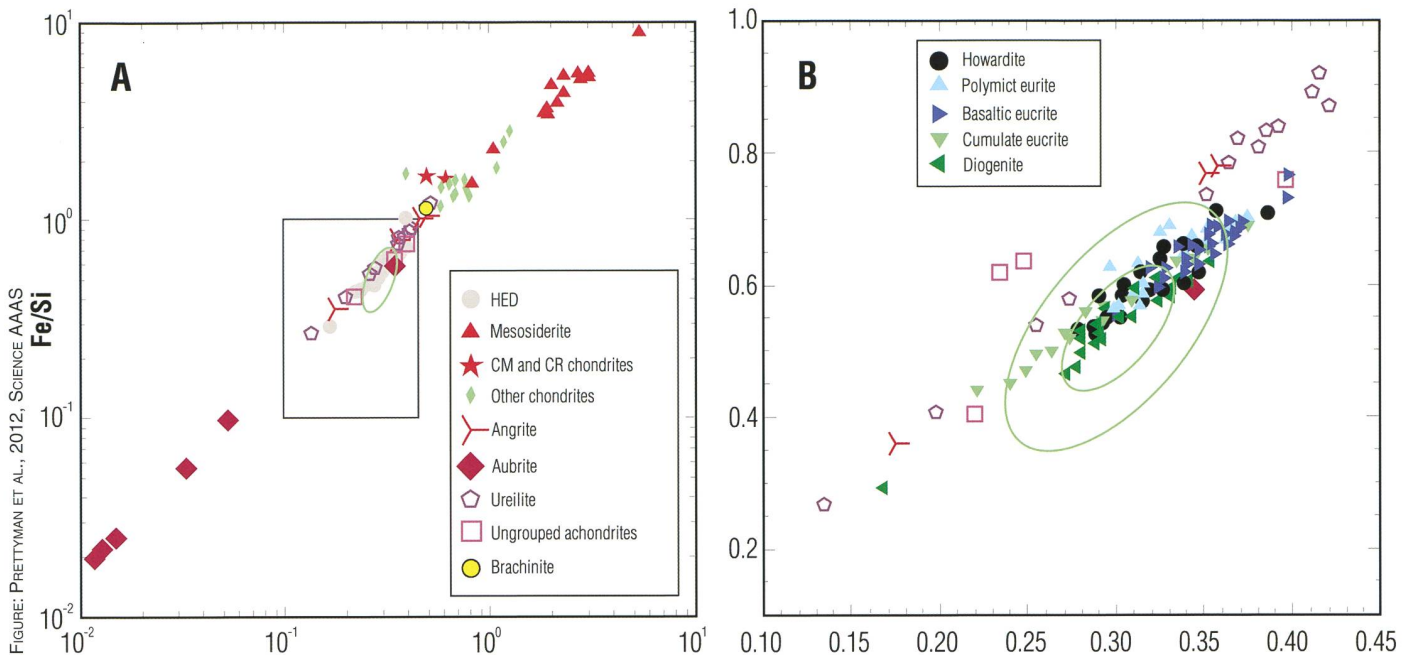 FIGURE: PRETTYMAN ET AL., 2012, SCIENCE AAAS
Fe/Si
A
10¹
10⁰
10⁻¹
10⁻²
10⁻²
10⁻¹
10⁰
10¹
HED
Mesosiderite
CM and CR chondrites
Other chondrites
Angrite
Aubrite
Ureilite
Ungrouped achondrites
Brachinite
B
1.0
0.8
0.6
0.4
0.2
0.10
0.15
0.20
0.25
0.30
0.35
0.40
0.45
Howardite
Polymict eurite
Basaltic eucrite
Cumulate eucrite
Diogenite